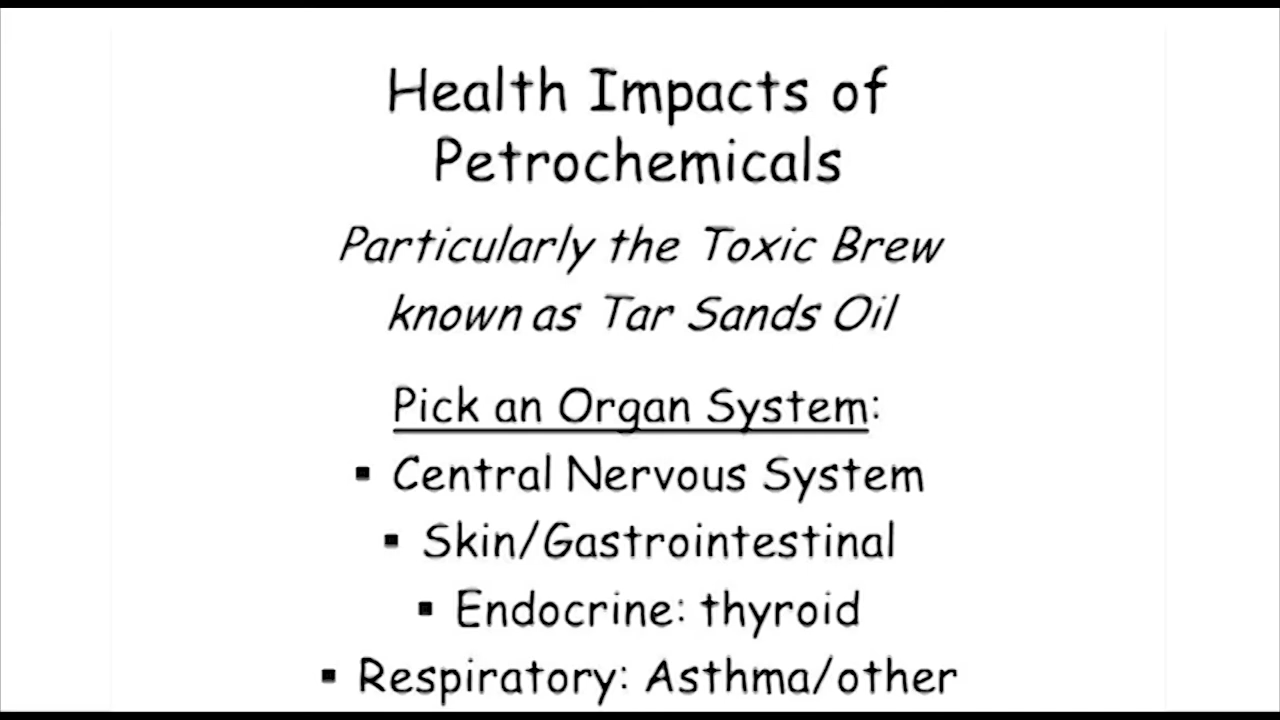 Health Impacts of
Petrochemicals
Particularly the Toxic Brew
known as Tar Sands Oil
Pick an Organ System:
▪ Central Nervous System
▪ Skin/Gastrointestinal
▪ Endocrine: thyroid
▪ Respiratory: Asthma/other